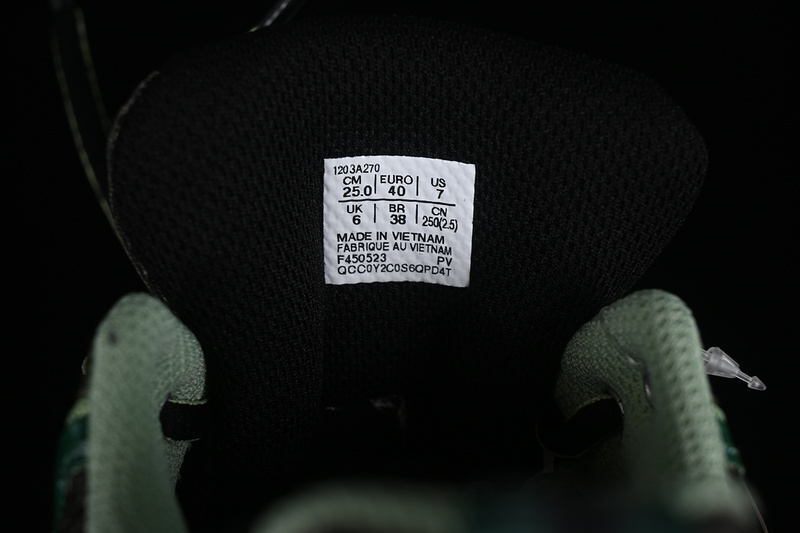 1203A270
CM EURO US
25.0 40 7
UK BR CN
6 38 250(2.5)
MADE IN VIETNAM
FABRIQUE AU VIETNAM
F450523 PV
QCC0Y2C0S6QPD4T